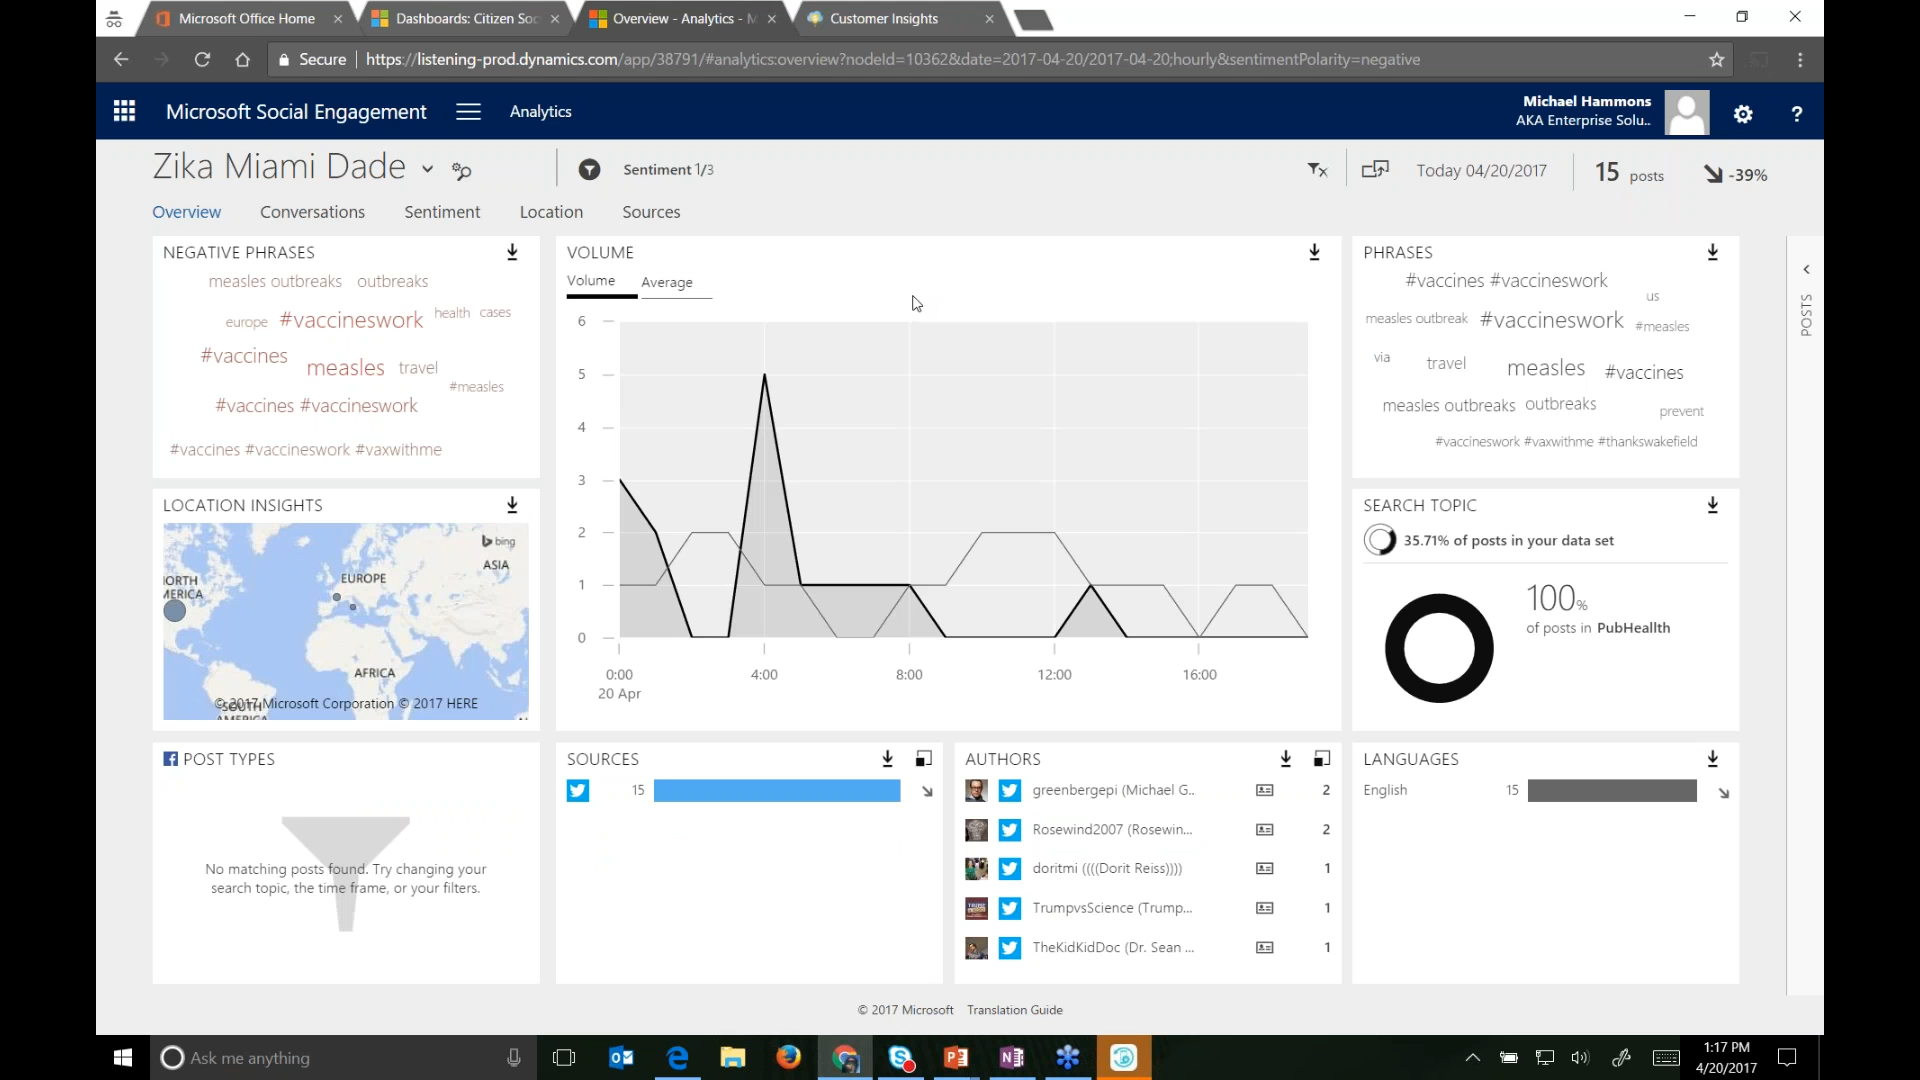 Microsoft Office Home
Dashboards: Citizen Soc
Overview - Analytics - M
Customer Insights
Secure
https://listening-prod.dynamics.com/app/38791/#analytics:overview?nodeId=10362&date=2017-04-20/2017-04-20;hourly&sentimentPolarity=negative
Microsoft Social Engagement
Analytics
Michael Hammons
AKA Enterprise Solu..
?
Zika Miami Dade
Sentiment 1/3
Today 04/20/2017
15 posts
-39%
Overview
Conversations
Sentiment
Location
Sources
NEGATIVE PHRASES
measles outbreaks outbreaks
europe #vaccineswork health cases
#vaccines measles travel
#measles
#vaccines #vaccineswork
#vaccines #vaccineswork #vaxwithme
VOLUME
Volume
Average
6
5
4
3
2
1
0
0:00
4:00
8:00
12:00
16:00
20 Apr
PHRASES
#vaccines #vaccineswork
us
measles outbreak #vaccineswork #measles
via travel measles #vaccines
measles outbreaks outbreaks prevent
#vaccineswork #vaxwithme #thankswakefield
POSTS
LOCATION INSIGHTS
bing
ASIA
EUROPE
IORTH
MERICA
AFRICA
© 2017 Microsoft Corporation © 2017 HERE
SOUTH
AMERICA
SEARCH TOPIC
35.71% of posts in your data set
100%
of posts in PubHeallth
POST TYPES
No matching posts found. Try changing your
search topic, the time frame, or your filters.
SOURCES
15
AUTHORS
greenbergepi (Michael G.. 2
Rosewind2007 (Rosewin... 2
doritmi ((((Dorit Reiss)))) 1
TrumpvsScience (Trump... 1
TheKidKidDoc (Dr. Sean ... 1
LANGUAGES
English 15
© 2017 Microsoft Translation Guide
Ask me anything
1:17 PM
4/20/2017